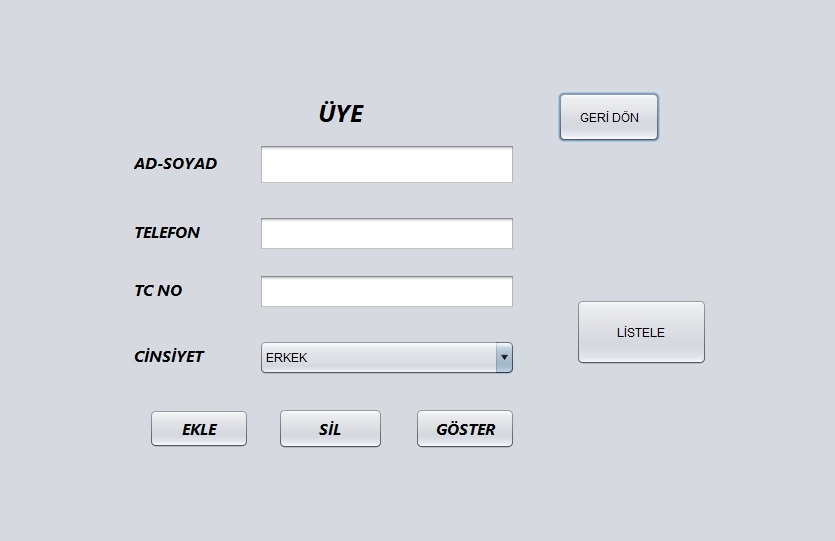 ÜYE
GERİ DÖN
AD-SOYAD
TELEFON
TC NO
LİSTELE
CİNSİYET
ERKEK
EKLE
SİL
GÖSTER